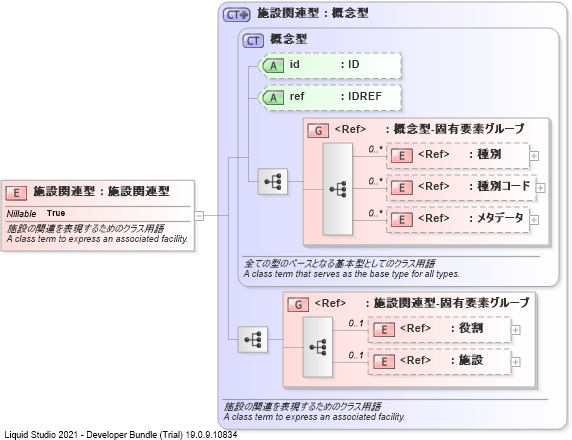 CT 施設関連型 : 概念型
CT 概念型
A id : ID
A ref : IDREF
G <Ref> : 概念型-固有要素グループ
0..*
E <Ref> : 種別
0..*
E <Ref> : 種別コード
0..*
E <Ref> : メタデータ
E 施設関連型 : 施設関連型
Nillable True
施設の関連を表現するためのクラス用語
A class term to express an associated facility.
全ての型のベースとなる基本型としてのクラス用語
A class term that serves as the base type for all types.
G <Ref> : 施設関連型-固有要素グループ
0..1
E <Ref> : 役割
0..1
E <Ref> : 施設
施設の関連を表現するためのクラス用語
A class term to express an associated facility.
Liquid Studio 2021 - Developer Bundle (Trial) 19.0.9.10834